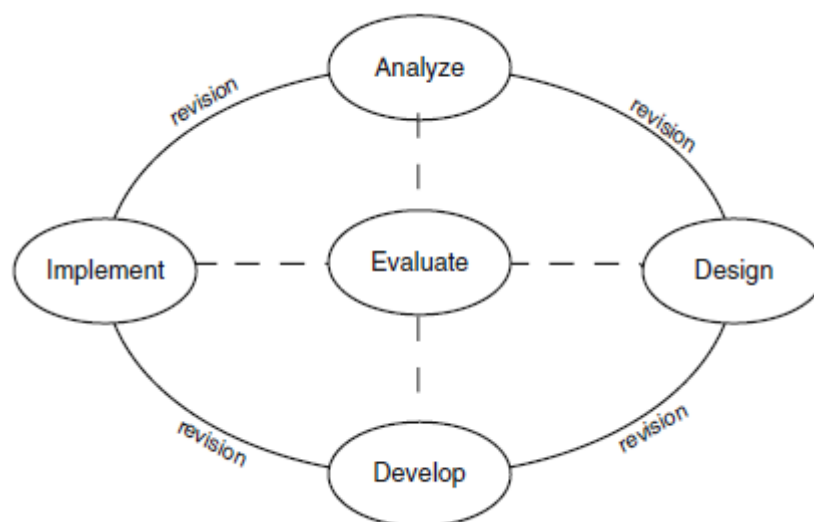 Analyze
revision
revision
Implement
Evaluate
Design
revision
revision
Develop